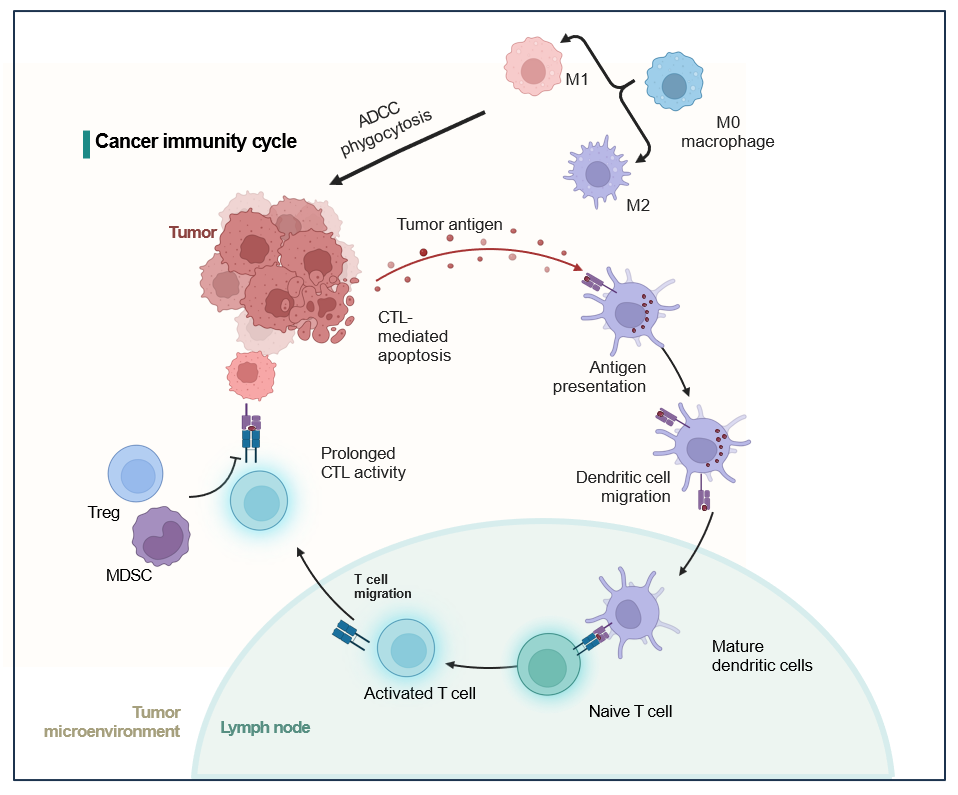 M1
M0
macrophage
M2
ADCC
phygocytosis
Cancer immunity cycle
Tumor
Tumor antigen
CTL-
mediated
apoptosis
Antigen
presentation
Prolonged
CTL activity
Dendritic cell
migration
Treg
MDSC
T cell
migration
Mature
dendritic cells
Activated T cell
Naive T cell
Tumor
microenvironment
Lymph node